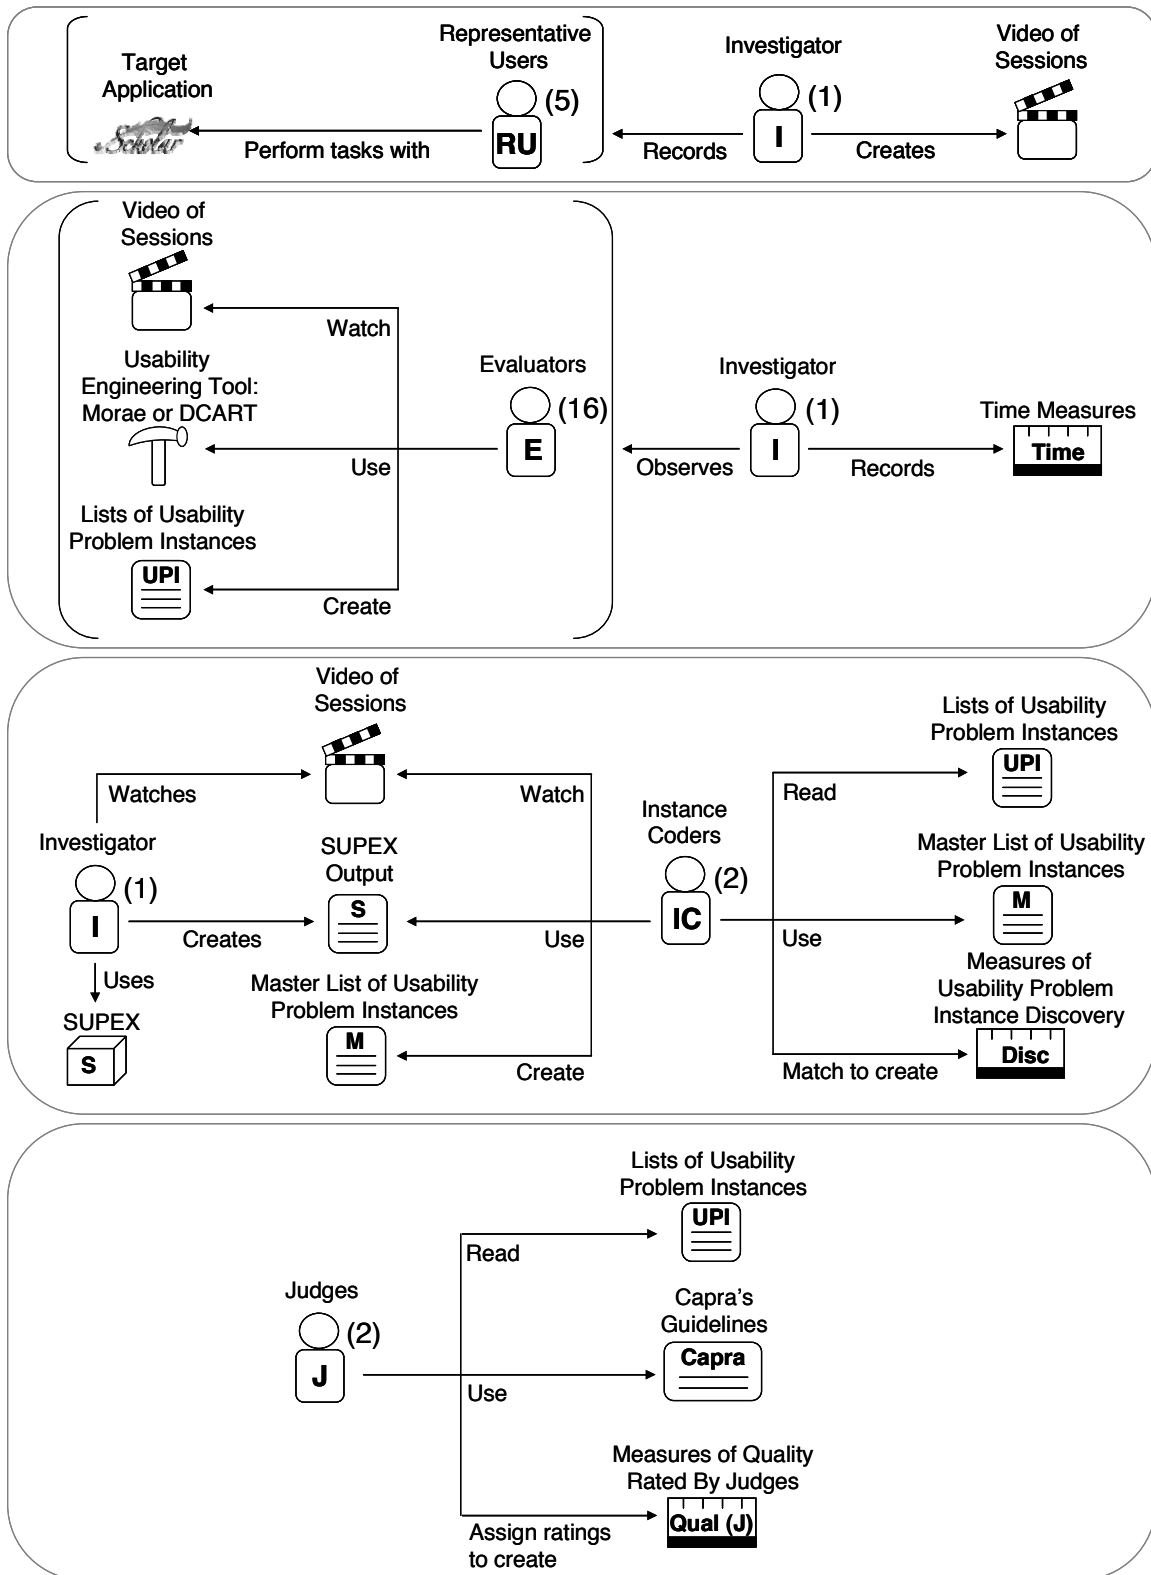 Target
Application
Scholar
Representative
Users
(5)
RU
Perform tasks with
Investigator
(1)
I
Records
Creates
Video of
Sessions
Video of
Sessions
Watch
Usability
Engineering Tool:
Morae or DCART
Use
Lists of Usability
Problem Instances
UPI
Create
Evaluators
(16)
E
Investigator
(1)
I
Observes
Records
Time Measures
Time
Video of
Sessions
Watches
Watch
Investigator
(1)
I
Creates
Uses
SUPEX
S
SUPEX
Output
S
Use
Master List of Usability
Problem Instances
M
Create
Instance
Coders
(2)
IC
Lists of Usability
Problem Instances
UPI
Read
Master List of Usability
Problem Instances
M
Use
Measures of
Usability Problem
Instance Discovery
Disc
Match to create
Judges
(2)
J
Lists of Usability
Problem Instances
UPI
Read
Capra's
Guidelines
Capra
Use
Measures of Quality
Rated By Judges
Qual (J)
Assign ratings
to create